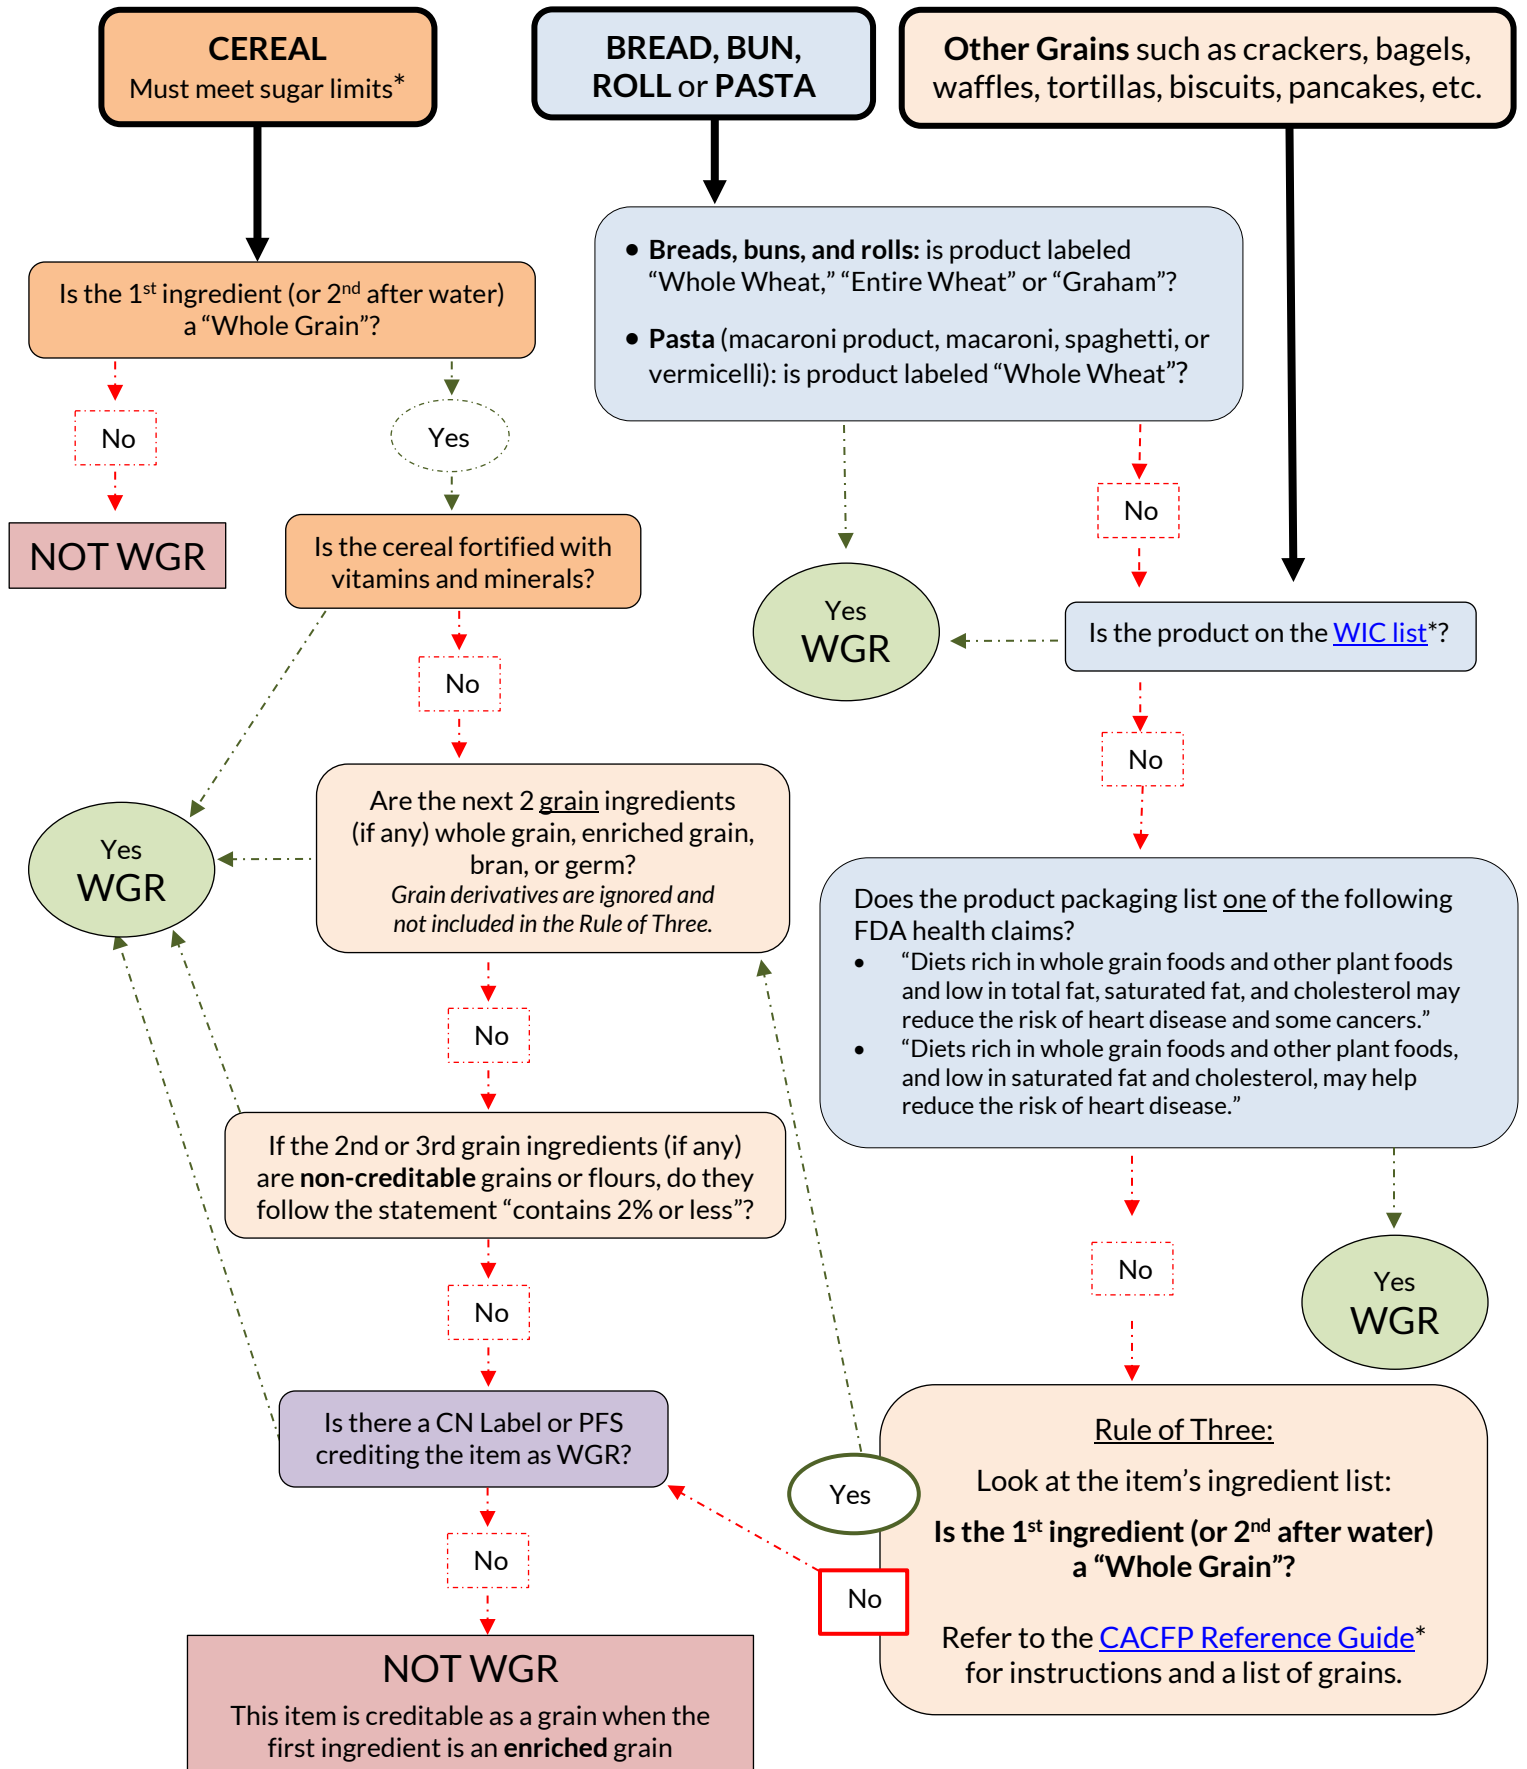 CEREAL
Must meet sugar limits*
BREAD, BUN,
ROLL or PASTA
Other Grains such as crackers, bagels,
waffles, tortillas, biscuits, pancakes, etc.
Is the 1st ingredient (or 2nd after water)
a “Whole Grain”?
No
Yes
NOT WGR
Is the cereal fortified with
vitamins and minerals?
No
Are the next 2 grain ingredients
(if any) whole grain, enriched grain,
bran, or germ?
Grain derivatives are ignored and
not included in the Rule of Three.
Yes
WGR
No
If the 2nd or 3rd grain ingredients (if any)
are non-creditable grains or flours, do they
follow the statement “contains 2% or less”?
No
Is there a CN Label or PFS
crediting the item as WGR?
No
NOT WGR
This item is creditable as a grain when the
first ingredient is an enriched grain
• Breads, buns, and rolls: is product labeled
“Whole Wheat,” “Entire Wheat” or “Graham”?
• Pasta (macaroni product, macaroni, spaghetti, or
vermicelli): is product labeled “Whole Wheat”?
No
Yes
WGR
Is the product on the WIC list*?
No
Does the product packaging list one of the following
FDA health claims?
• “Diets rich in whole grain foods and other plant foods
and low in total fat, saturated fat, and cholesterol may
reduce the risk of heart disease and some cancers.”
• “Diets rich in whole grain foods and other plant foods,
and low in saturated fat and cholesterol, may help
reduce the risk of heart disease.”
No
Yes
WGR
Rule of Three:
Look at the item’s ingredient list:
Is the 1st ingredient (or 2nd after water)
a “Whole Grain”?
Refer to the CACFP Reference Guide*
for instructions and a list of grains.
Yes
No